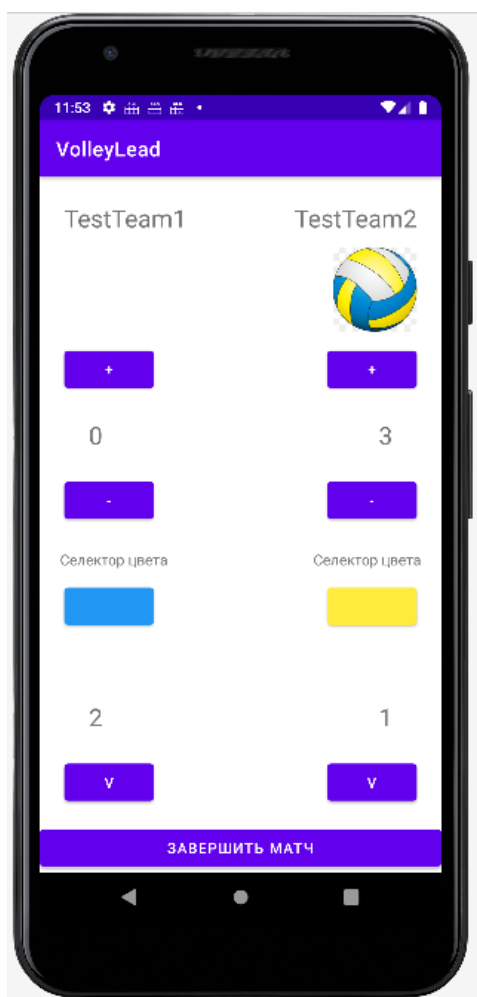 11:53
VolleyLead
TestTeam1 TestTeam2
+ +
0 3
- -
Селектор цвета Селектор цвета
2 1
V V
ЗАВЕРШИТЬ МАТЧ